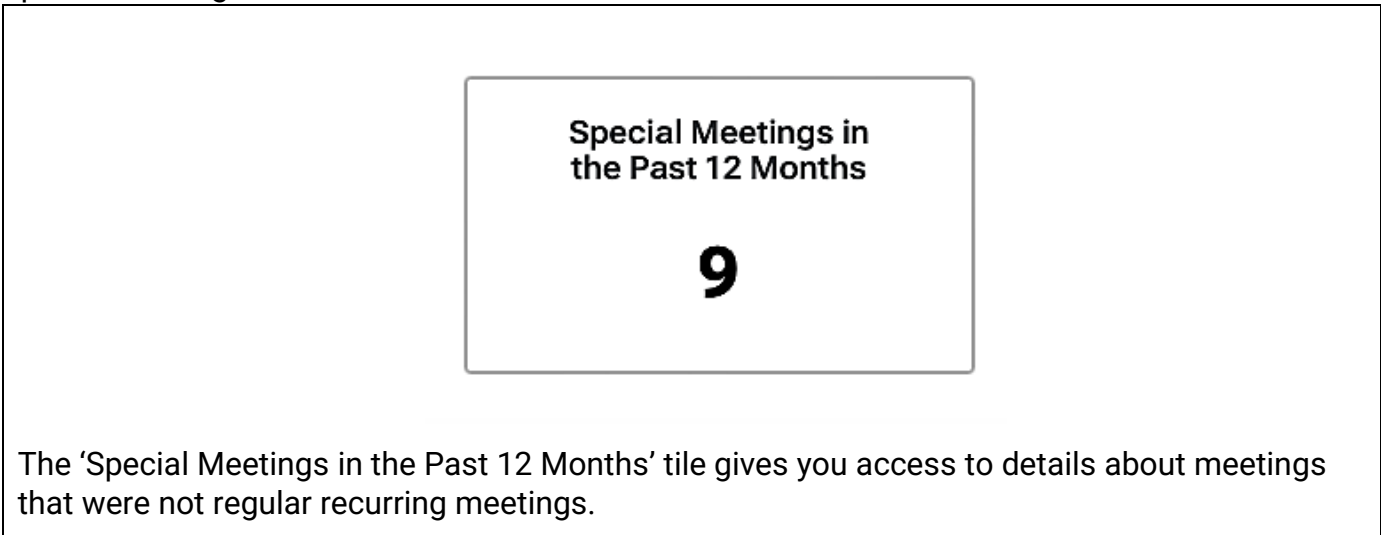 Special Meetings in
the Past 12 Months
9
The ‘Special Meetings in the Past 12 Months’ tile gives you access to details about meetings
that were not regular recurring meetings.